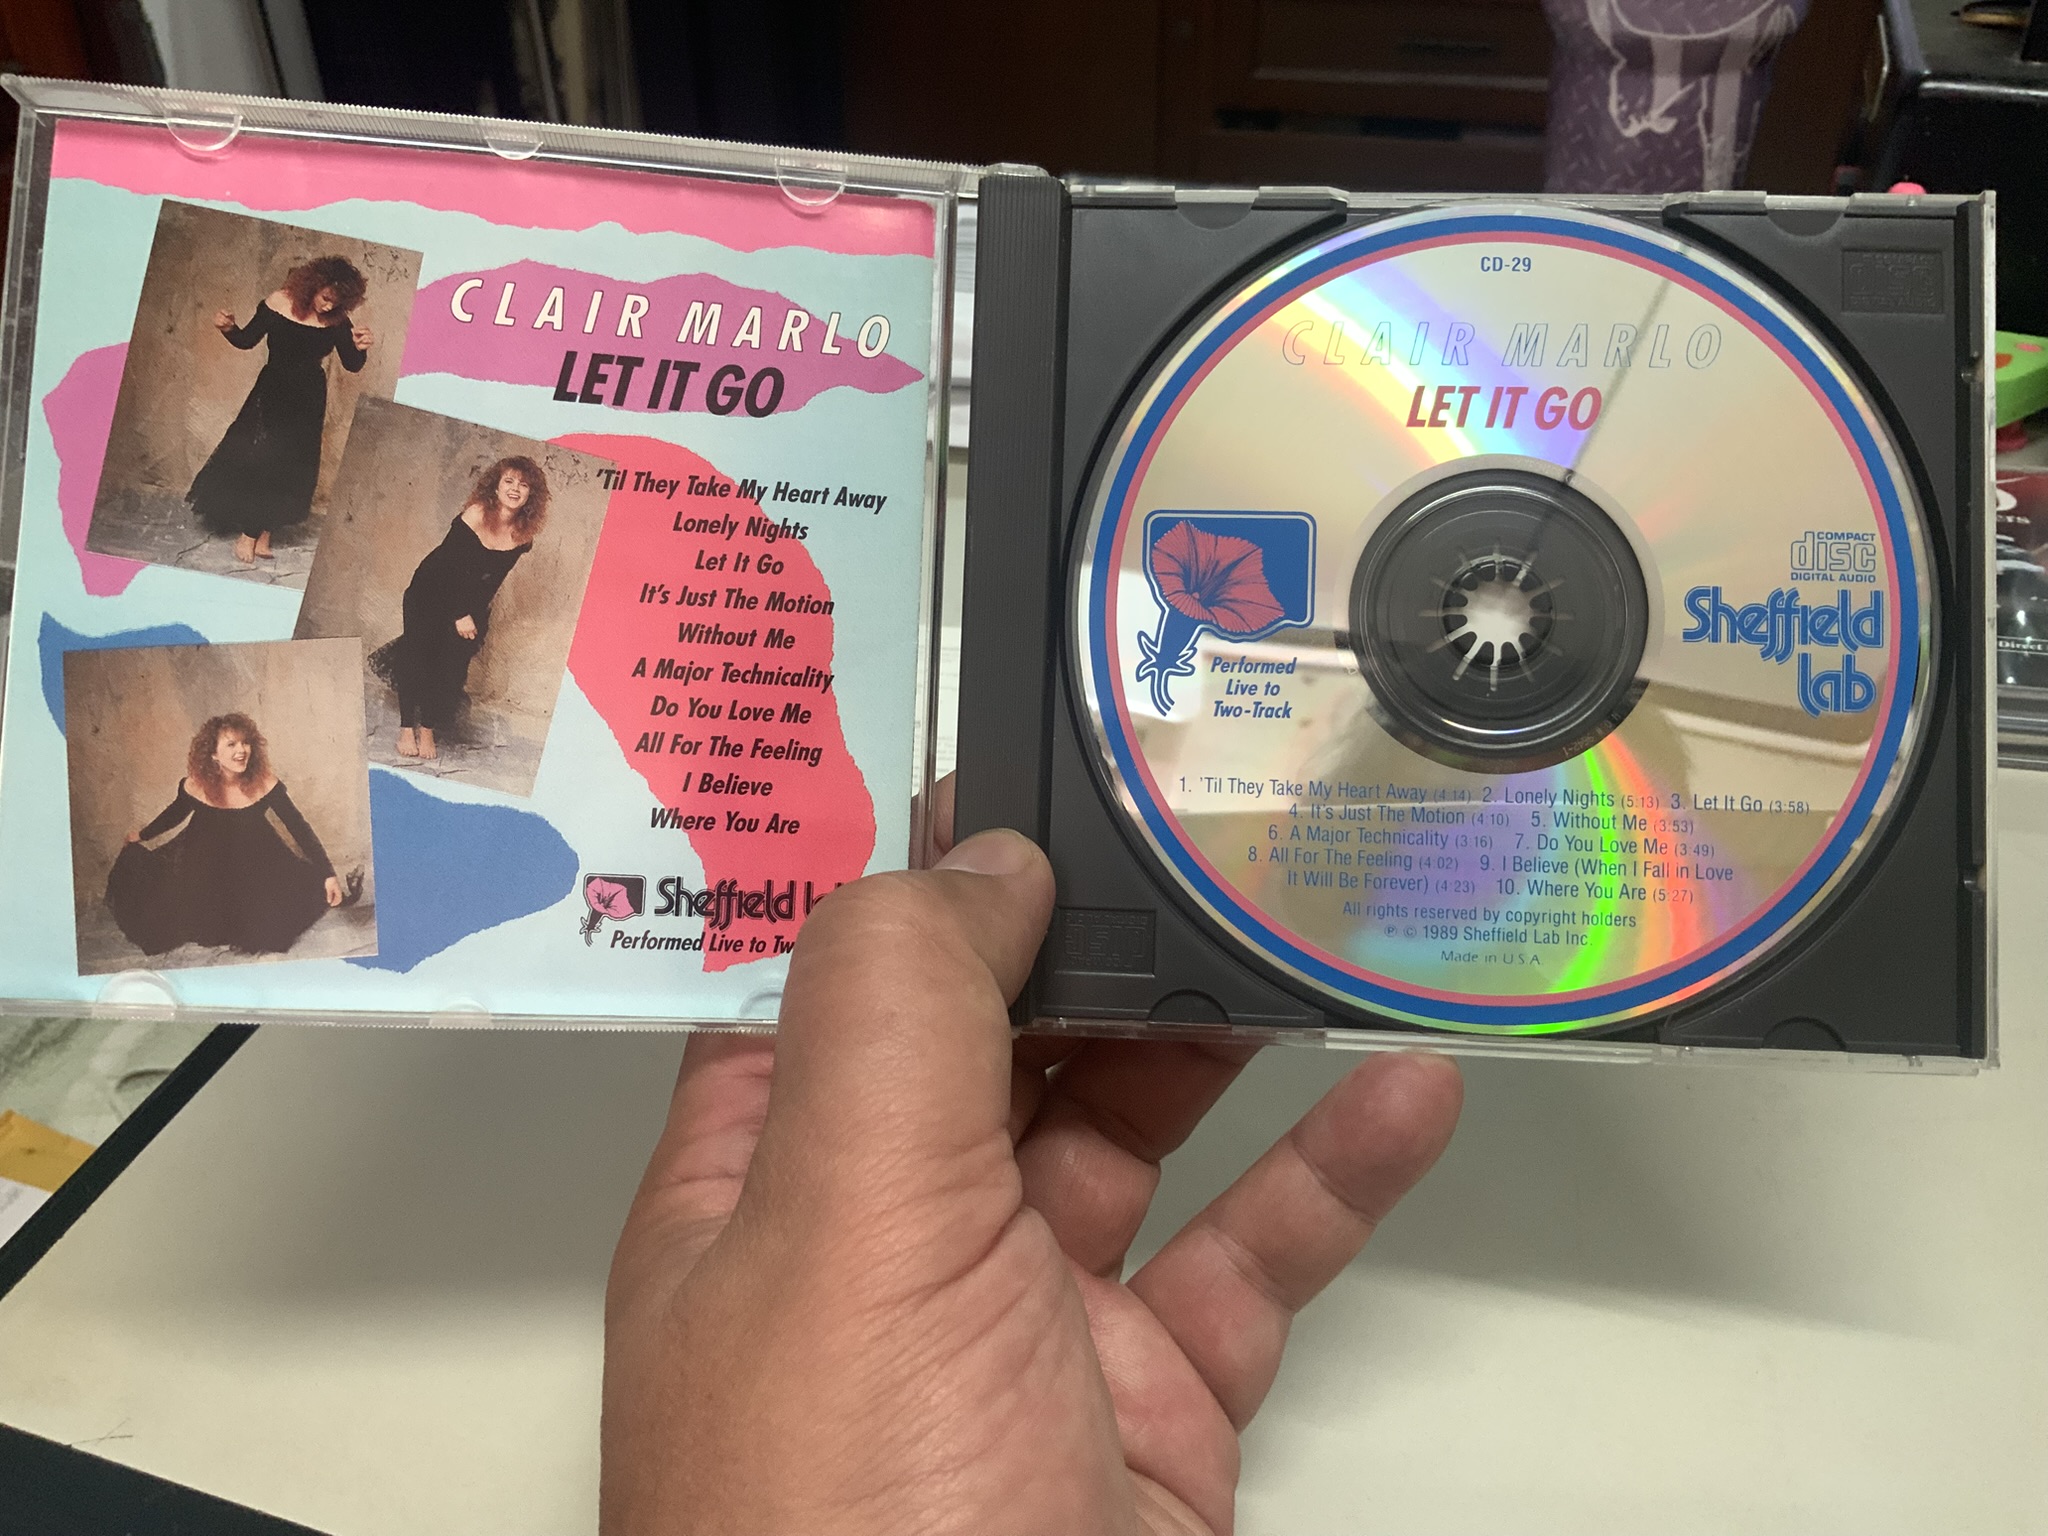 CLAIR MARLO
LET IT GO
'Til They Take My Heart Away
Lonely Nights
Let It Go
It's Just The Motion
Without Me
A Major Technicality
Do You Love Me
All For The Feeling
I Believe
Where You Are
Sheffield
Performed Live to
CD-29
CLAIR MARLO
LET IT GO
COMPACT
disc
DIGITAL AUDIO
Sheffield
lab
Performed
Live to
Two-Track
1. 'Til They Take My Heart Away (4:14) 2. Lonely Nights (5:13) 3. Let It Go (3:58)
4. It's Just The Motion (4:10) 5. Without Me (3:53)
6. A Major Technicality (3:16) 7. Do You Love Me (3:49)
8. All For The Feeling (4:02) 9. I Believe (When I Fall in Love
It Will Be Forever) (4:23) 10. Where You Are (5:27)
All rights reserved by copyright holders
℗ © 1989 Sheffield Lab Inc.
Made in U.S.A.
Direct